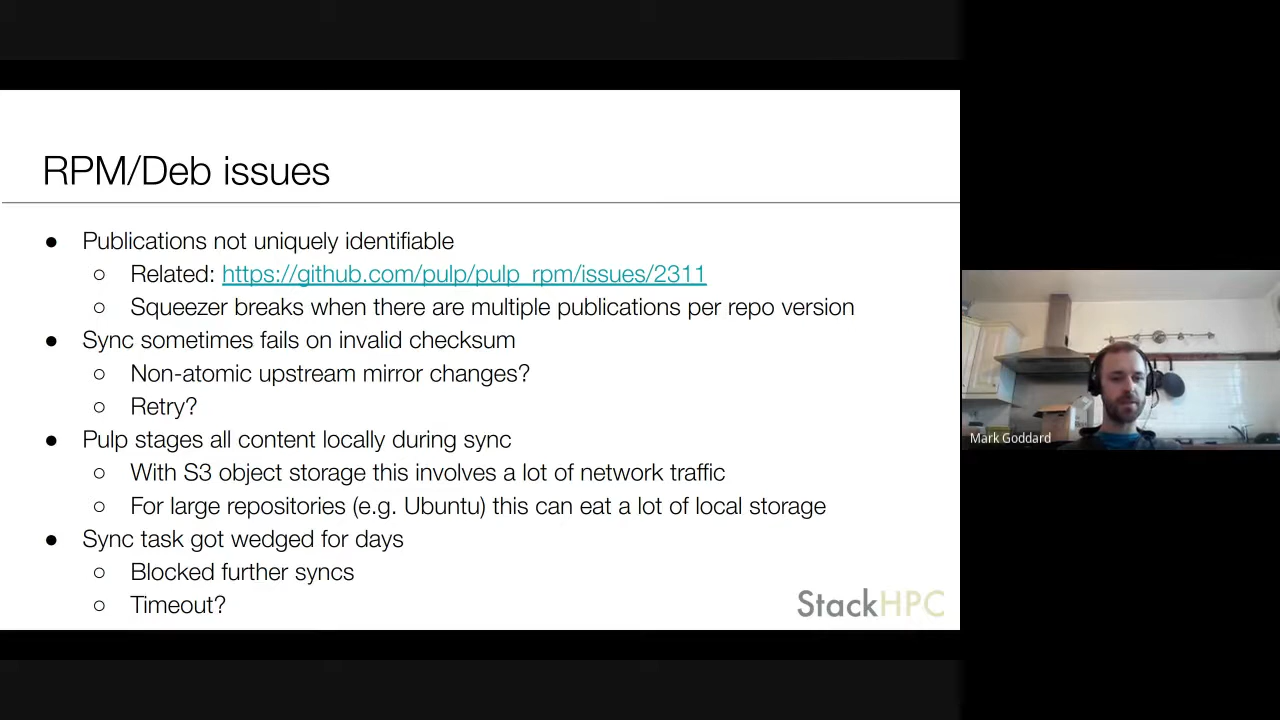 RPM/Deb issues
● Publications not uniquely identifiable
○ Related: https://github.com/pulp/pulp_rpm/issues/2311
○ Squeezer breaks when there are multiple publications per repo version
● Sync sometimes fails on invalid checksum
○ Non-atomic upstream mirror changes?
○ Retry?
● Pulp stages all content locally during sync
○ With S3 object storage this involves a lot of network traffic
○ For large repositories (e.g. Ubuntu) this can eat a lot of local storage
● Sync task got wedged for days
○ Blocked further syncs
○ Timeout?
StackHPC
Mark Goddard